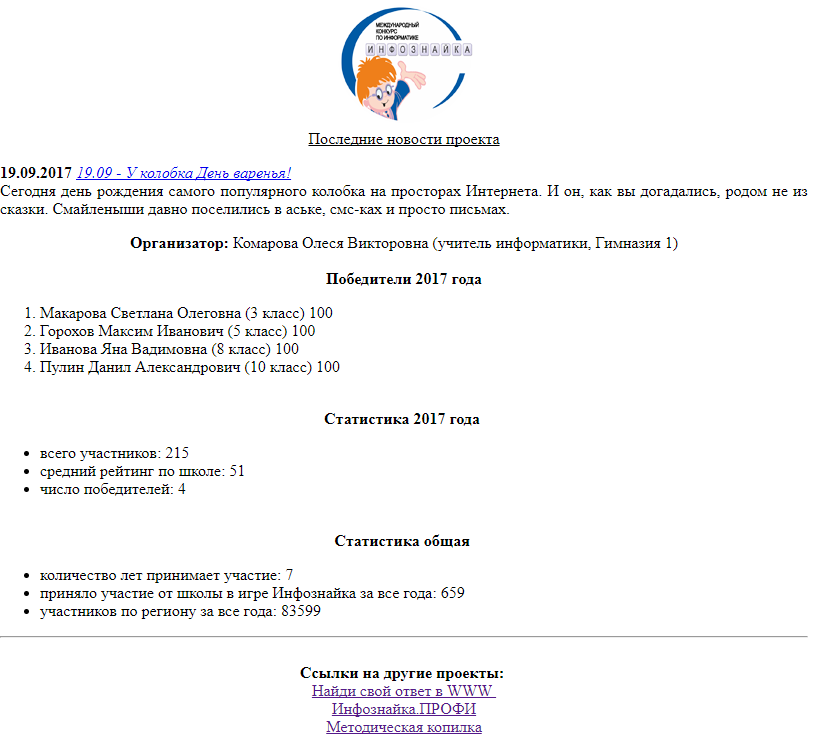 МЕЖДУНАРОДНЫЙ
КОНКУРС
ПО ИНФОРМАТИКЕ
ИНФОЗНАЙКА
Последние новости проекта
19.09.2017 19.09 - У колобка День варенья!
Сегодня день рождения самого популярного колобка на просторах Интернета. И он, как вы догадались, родом не из
сказки. Смайленыши давно поселились в аське, смс-ках и просто письмах.
Организатор: Комарова Олеся Викторовна (учитель информатики, Гимназия 1)
Победители 2017 года
1. Макарова Светлана Олеговна (3 класс) 100
2. Горохов Максим Иванович (5 класс) 100
3. Иванова Яна Вадимовна (8 класс) 100
4. Пулин Данил Александрович (10 класс) 100
Статистика 2017 года
• всего участников: 215
• средний рейтинг по школе: 51
• число победителей: 4
Статистика общая
• количество лет принимает участие: 7
• приняло участие от школы в игре Инфознайка за все года: 659
• участников по региону за все года: 83599
Ссылки на другие проекты:
Найди свой ответ в WWW
Инфознайка.ПРОФИ
Методическая копилка